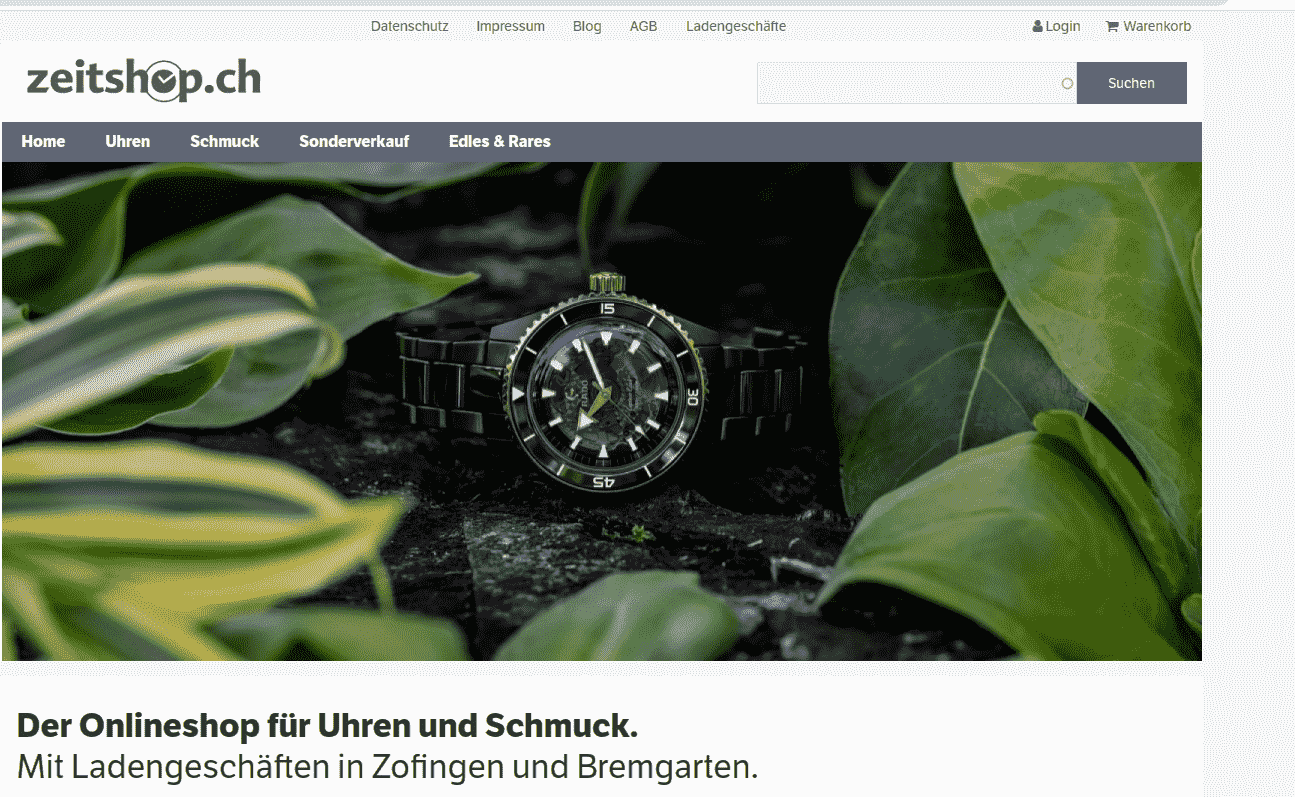 Datenschutz Impressum Blog AGB Ladengeschäfte Login Warenkorb
zeitshop.ch
Suchen
Home Uhren Schmuck Sonderverkauf Edles & Rares
15
30
45
RADO
Der Onlineshop für Uhren und Schmuck.
Mit Ladengeschäften in Zofingen und Bremgarten.